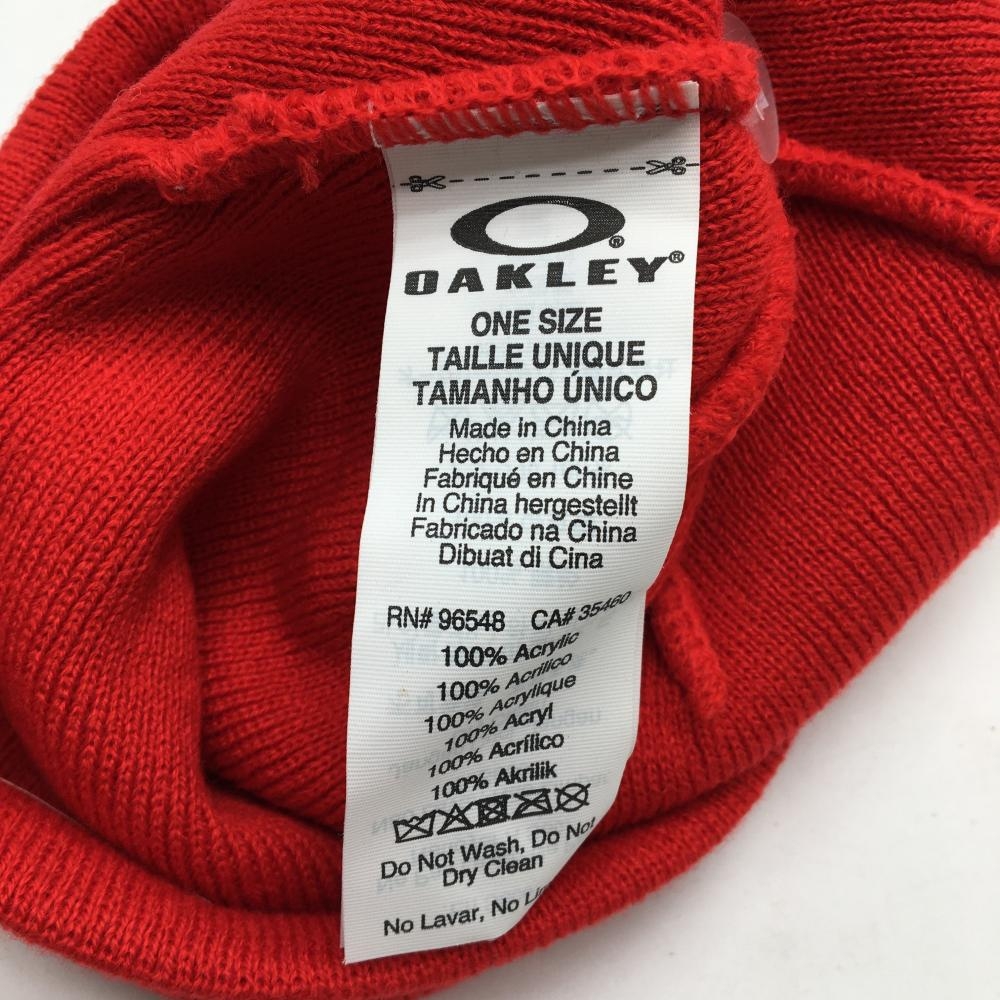 OAKLEY®
ONE SIZE
TAILLE UNIQUE
TAMANHO ÚNICO
Made in China
Hecho en China
Fabriqué en Chine
In China hergestellt
Fabricado na China
Dibuat di Cina
RN# 96548 CA# 35460
100% Acrylic
100% Acrilico
100% Acrylique
100% Acryl
100% Acrílico
100% Akrilik
Do Not Wash, Do Not
Dry Clean
No Lavar, No